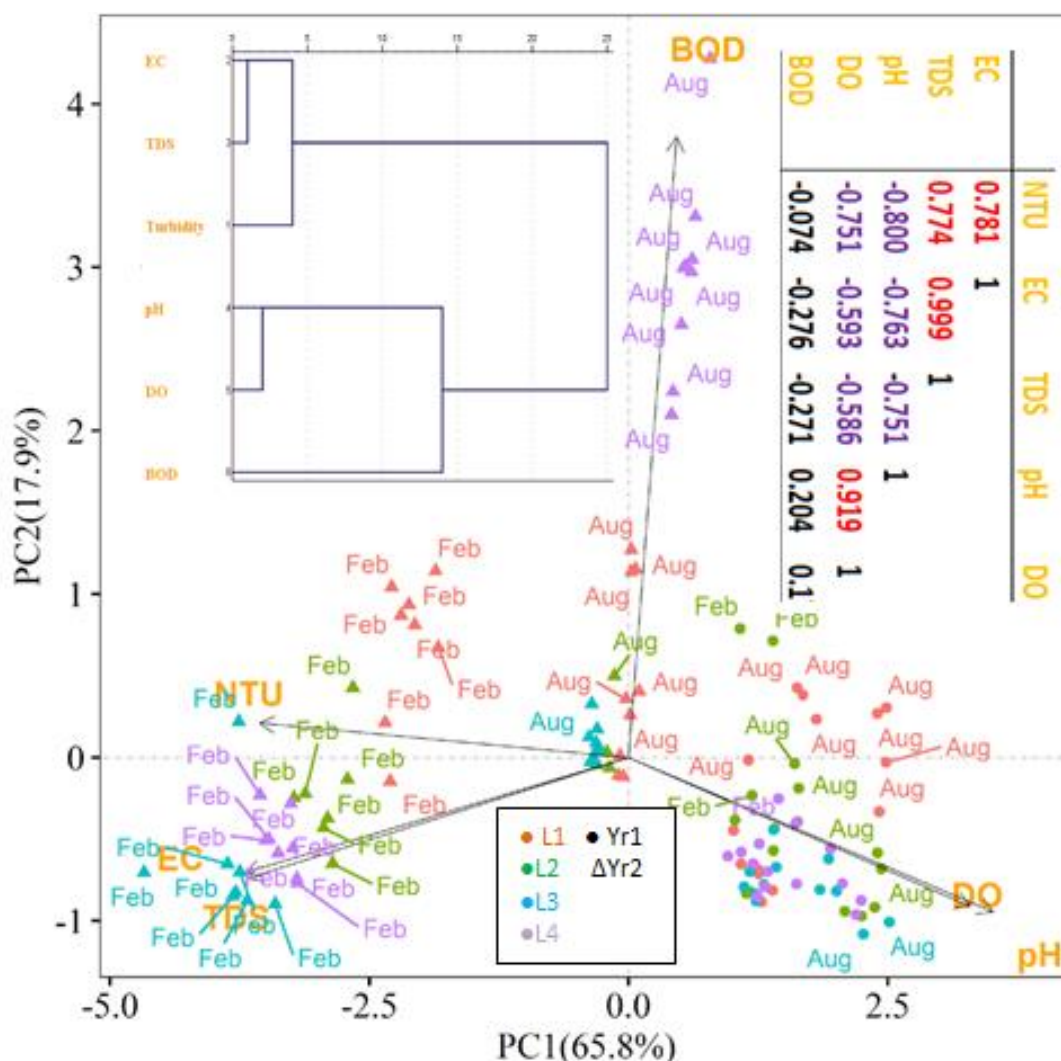 BOD
Aug
4
Aug
Aug
Aug
3
Aug
Aug
Aug
Aug
2
Aug
0 5 10 15 20 25
EC
TDS
Turbidity
pH
DO
BOD
NTU EC TDS pH DO
EC 0.781 1
TDS 0.774 0.999 1
pH -0.800 -0.763 -0.751 1
DO -0.751 -0.593 -0.586 0.919 1
BOD -0.074 -0.276 -0.271 0.204 0.1
PC2(17.9%)
Aug
Feb Feb
Aug
Aug
1
Feb
Aug
Feb
Feb Feb
Feb
Feb
Aug
Aug Aug
Feb
Feb
NTU
Feb
Aug
Aug
Feb
Aug
Aug
Aug
Aug
Aug
0
Feb
Feb
Feb
Feb
Feb
Feb
Aug
Feb
EC
Feb
Feb
Feb
Feb
Feb
Aug
DO
-1
TDS
Feb
Feb
Feb
Feb
Feb
Aug
Aug
pH
L1 Yr1
L2 ΔYr2
L3
L4
-5.0 -2.5 0.0 2.5
PC1(65.8%)